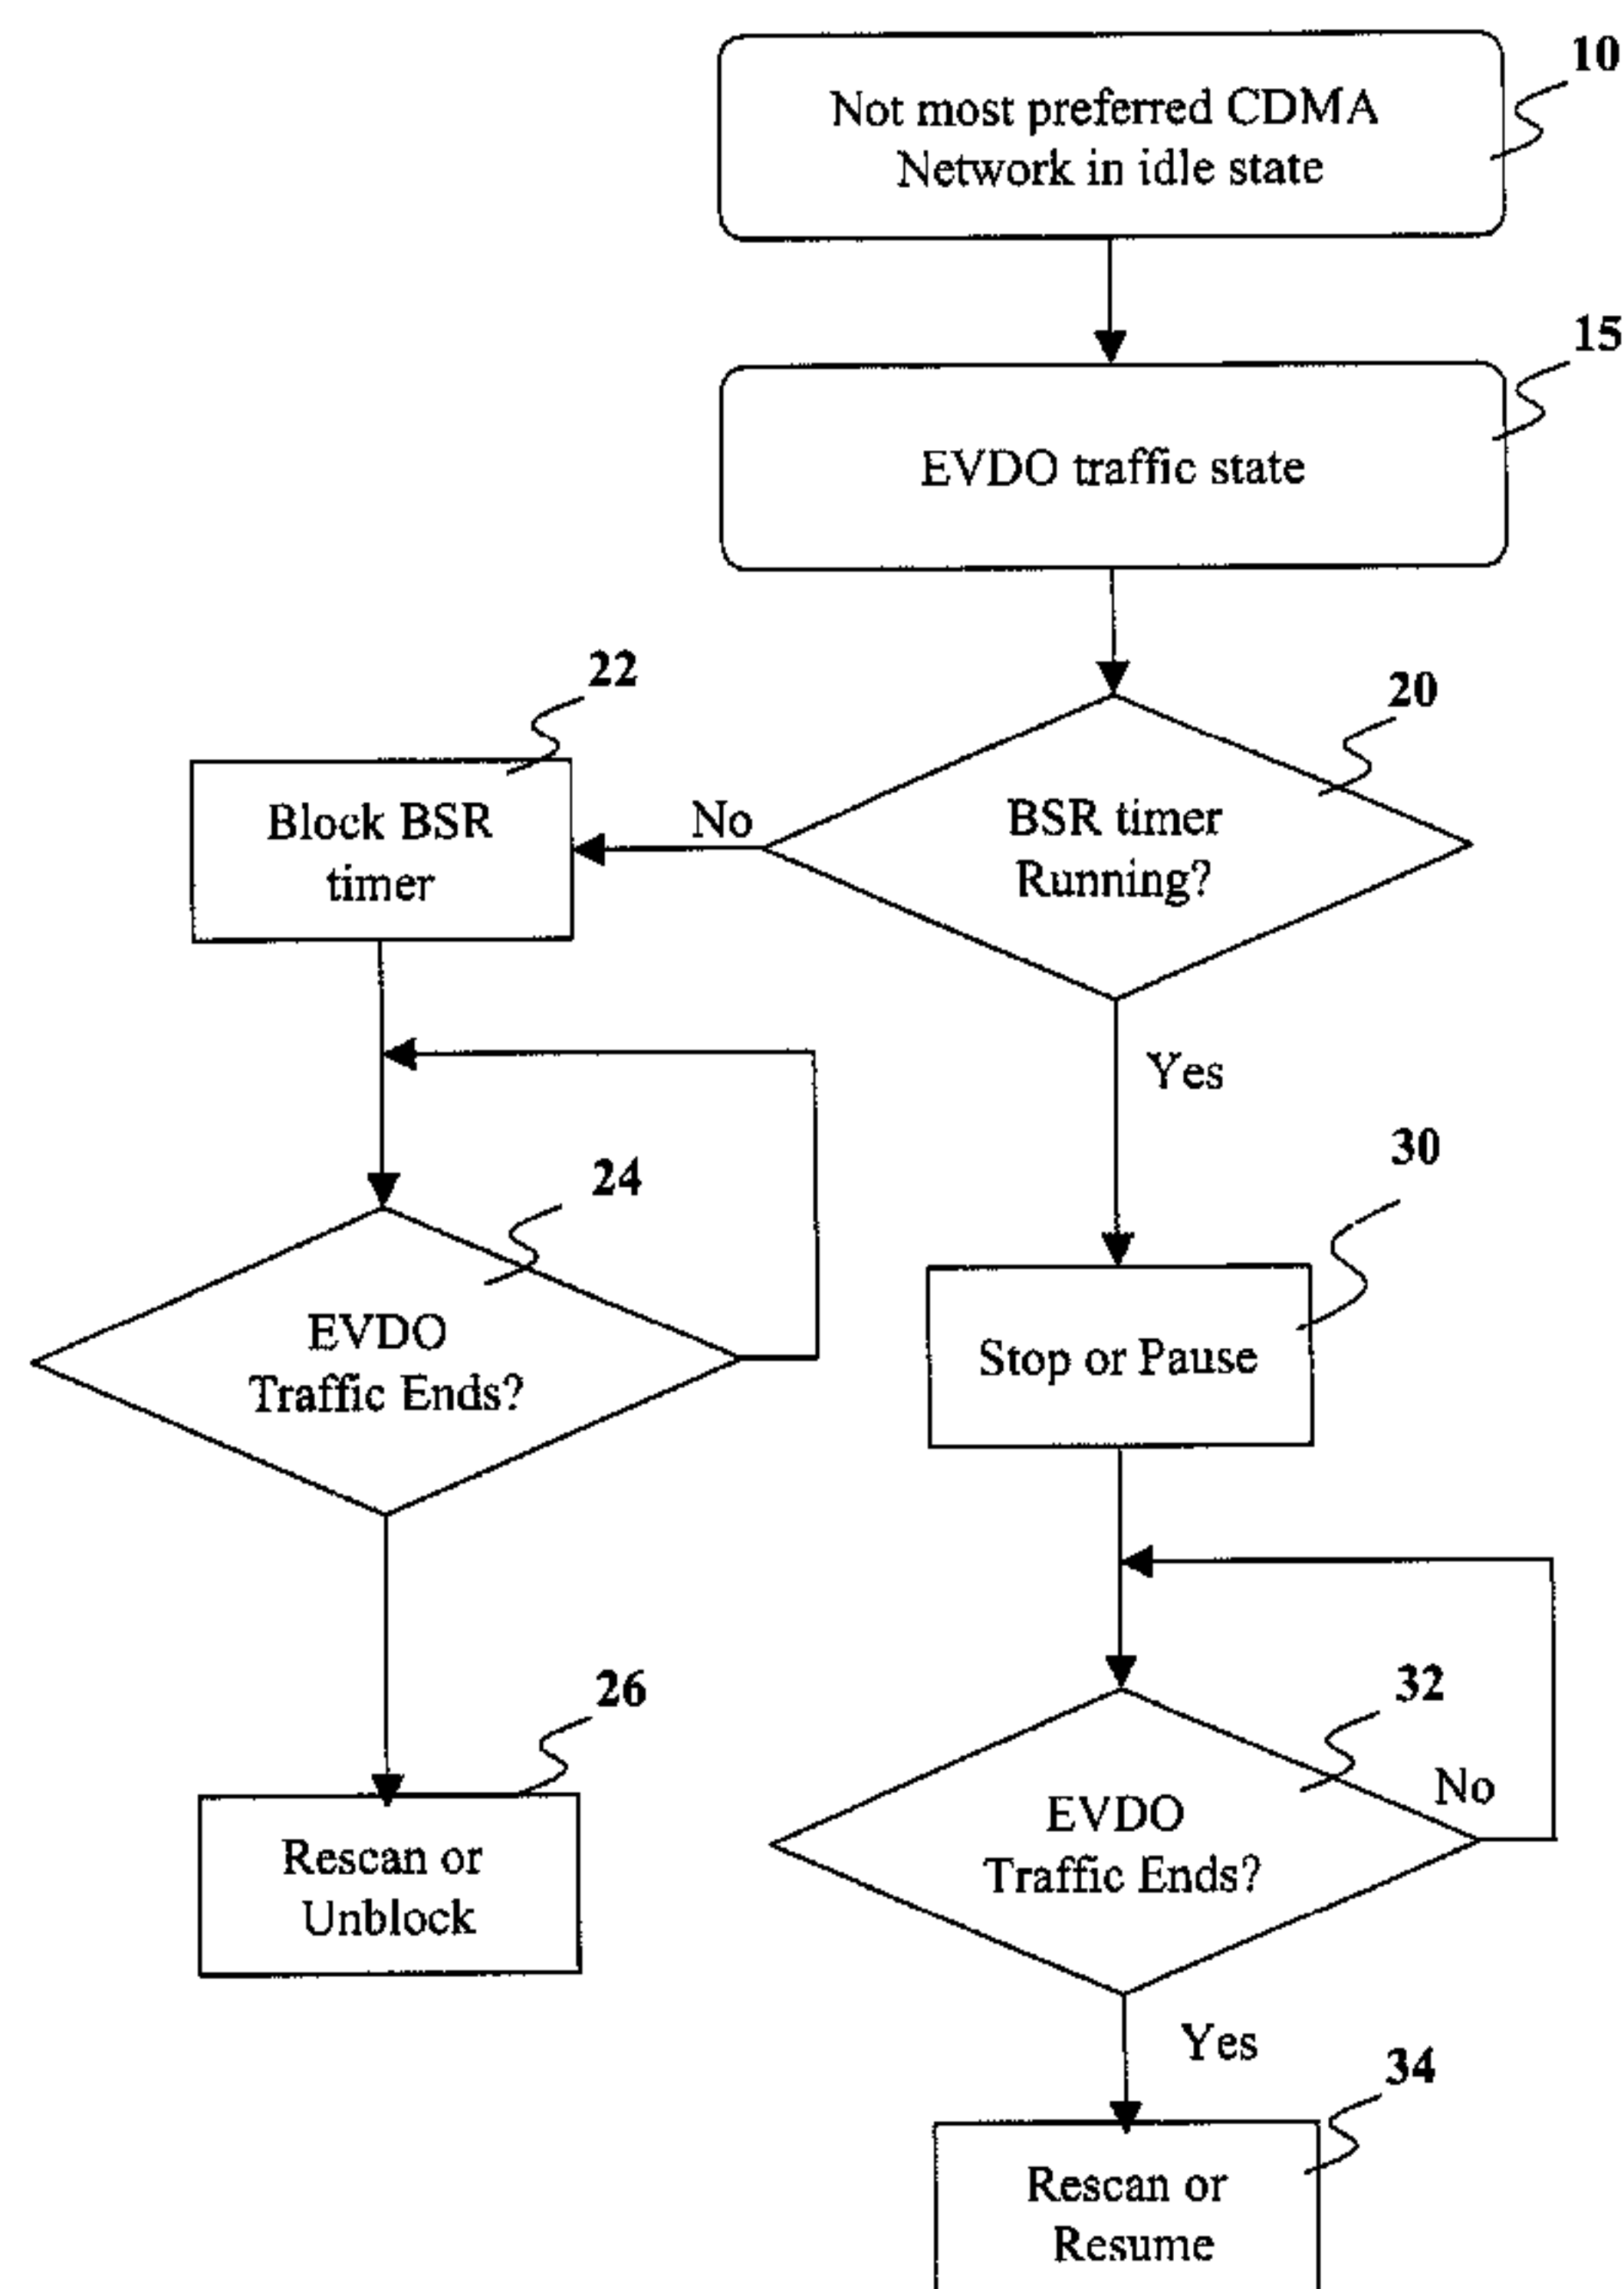 10
Not most preferred CDMA
Network in idle state
15
EVDO traffic state
22
20
Block BSR
timer
No
BSR timer
Running?
Yes
30
24
EVDO
Traffic Ends?
Stop or Pause
26
32
No
Rescan or
Unblock
EVDO
Traffic Ends?
Yes
34
Rescan or
Resume